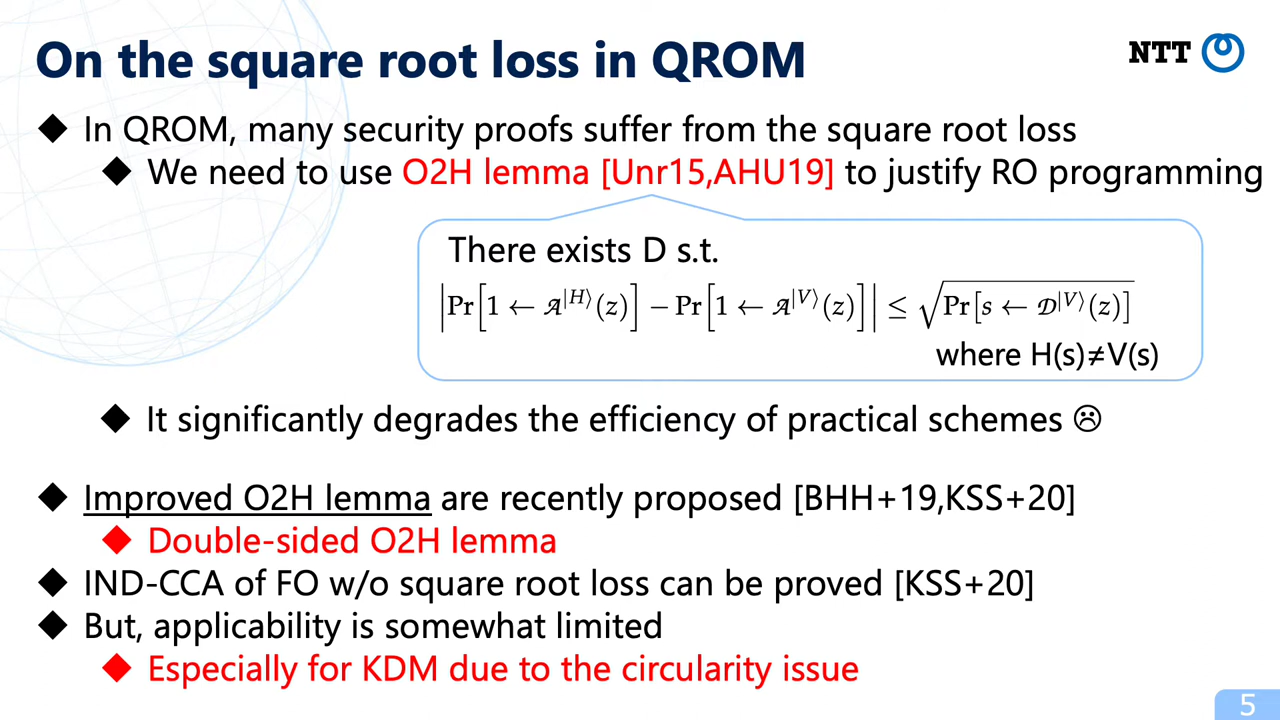 On the square root loss in QROM
NTT
◆ In QROM, many security proofs suffer from the square root loss
◆ We need to use O2H lemma [Unr15,AHU19] to justify RO programming
There exists D s.t.
|Pr[1 ← 𝒜^{|H⟩}(z)] − Pr[1 ← 𝒜^{|V⟩}(z)]| ≤ √Pr[s ← 𝒟^{|V⟩}(z)]
where H(s)≠V(s)
◆ It significantly degrades the efficiency of practical schemes ☹
◆ Improved O2H lemma are recently proposed [BHH+19,KSS+20]
◆ Double-sided O2H lemma
◆ IND-CCA of FO w/o square root loss can be proved [KSS+20]
◆ But, applicability is somewhat limited
◆ Especially for KDM due to the circularity issue
5